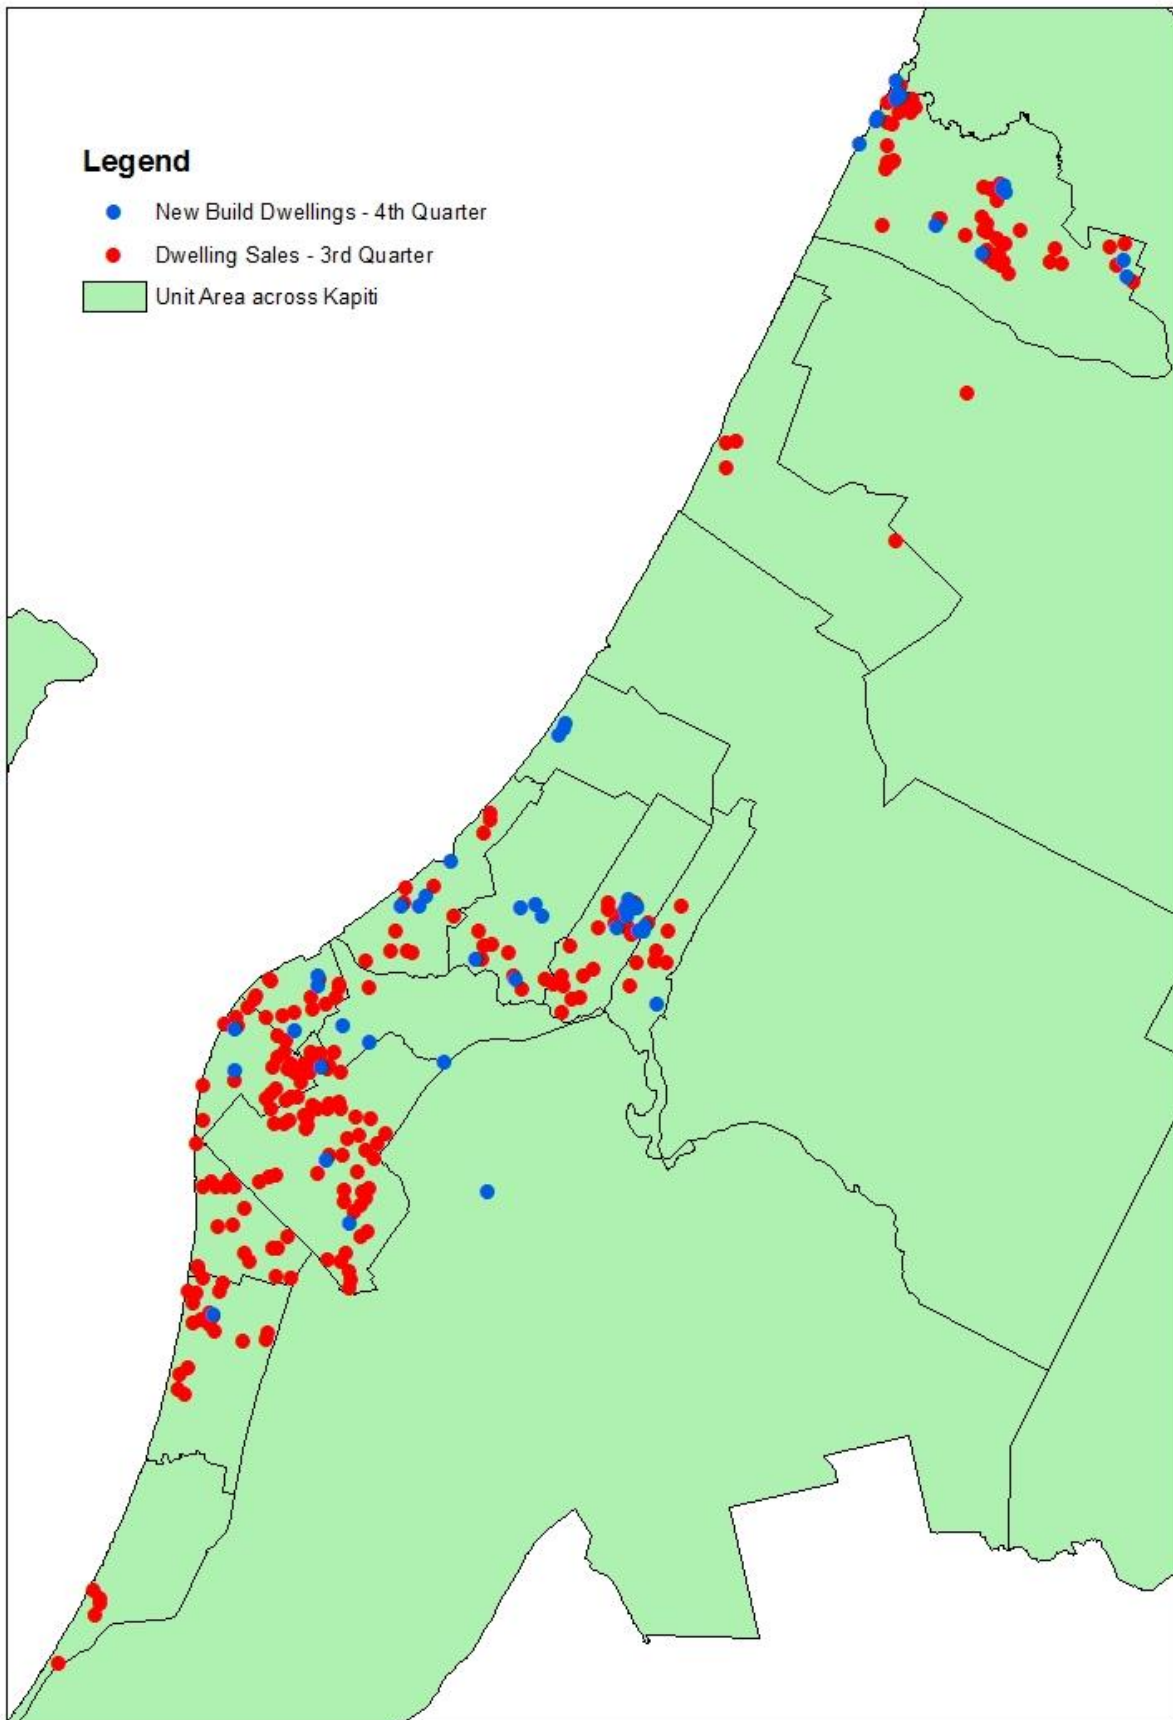 Legend
New Build Dwellings - 4th Quarter
Dwelling Sales - 3rd Quarter
Unit Area across Kapiti